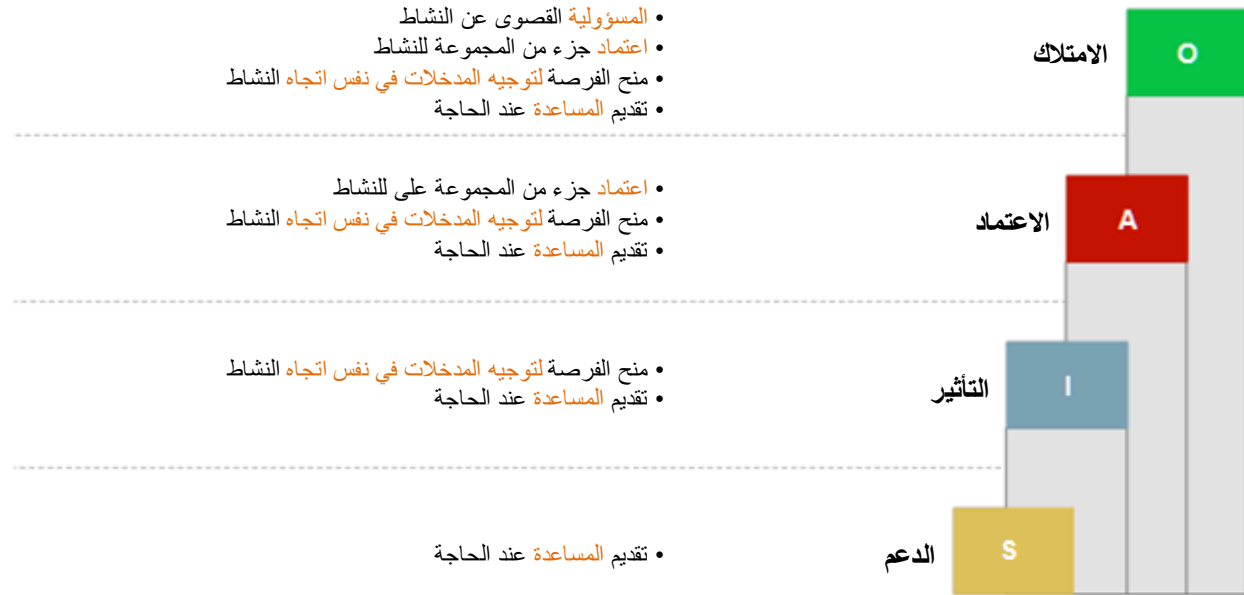 O
الامتلاك
• المسؤولية القصوى عن النشاط
• اعتماد جزء من المجموعة للنشاط
• منح الفرصة لتوجيه المدخلات في نفس اتجاه النشاط
• تقديم المساعدة عند الحاجة
A
الاعتماد
• اعتماد جزء من المجموعة على للنشاط
• منح الفرصة لتوجيه المدخلات في نفس اتجاه النشاط
• تقديم المساعدة عند الحاجة
I
التأثير
• منح الفرصة لتوجيه المدخلات في نفس اتجاه النشاط
• تقديم المساعدة عند الحاجة
S
الدعم
• تقديم المساعدة عند الحاجة